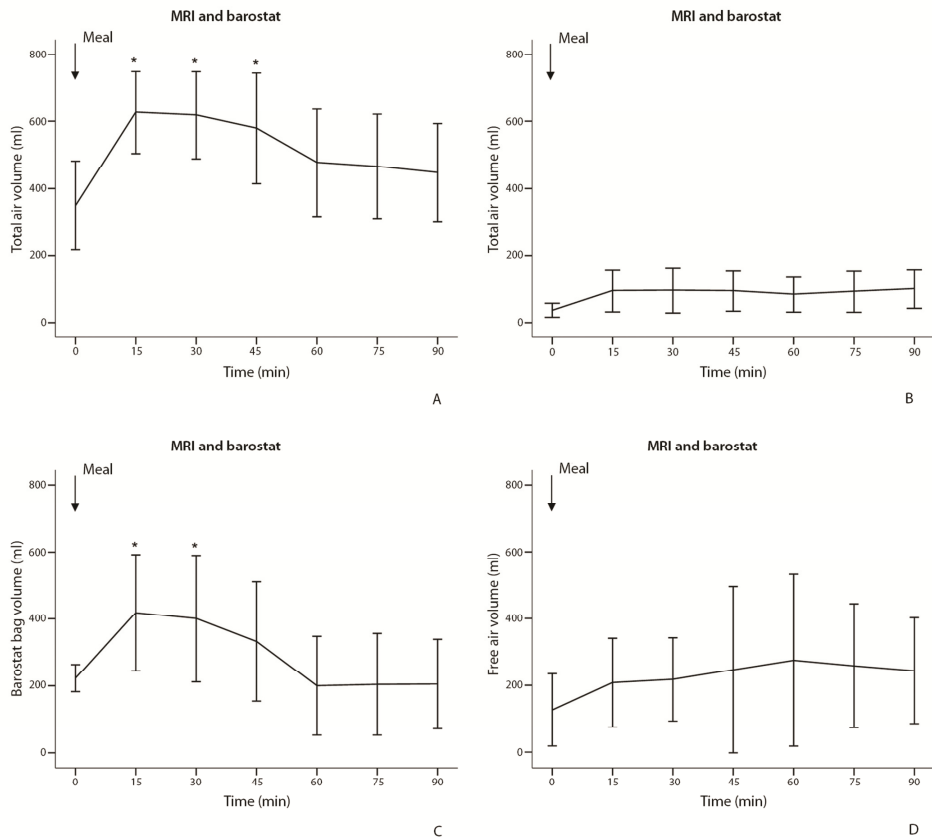 MRI and barostat
Meal
* * *
800
600
400
200
0
Total air volume (ml)
0 15 30 45 60 75 90
Time (min)
A
MRI and barostat
Meal
800
600
400
200
0
Total air volume (ml)
0 15 30 45 60 75 90
Time (min)
B
MRI and barostat
Meal
* *
800
600
400
200
0
Barostat bag volume (ml)
0 15 30 45 60 75 90
Time (min)
C
MRI and barostat
Meal
800
600
400
200
0
Free air volume (ml)
0 15 30 45 60 75 90
Time (min)
D